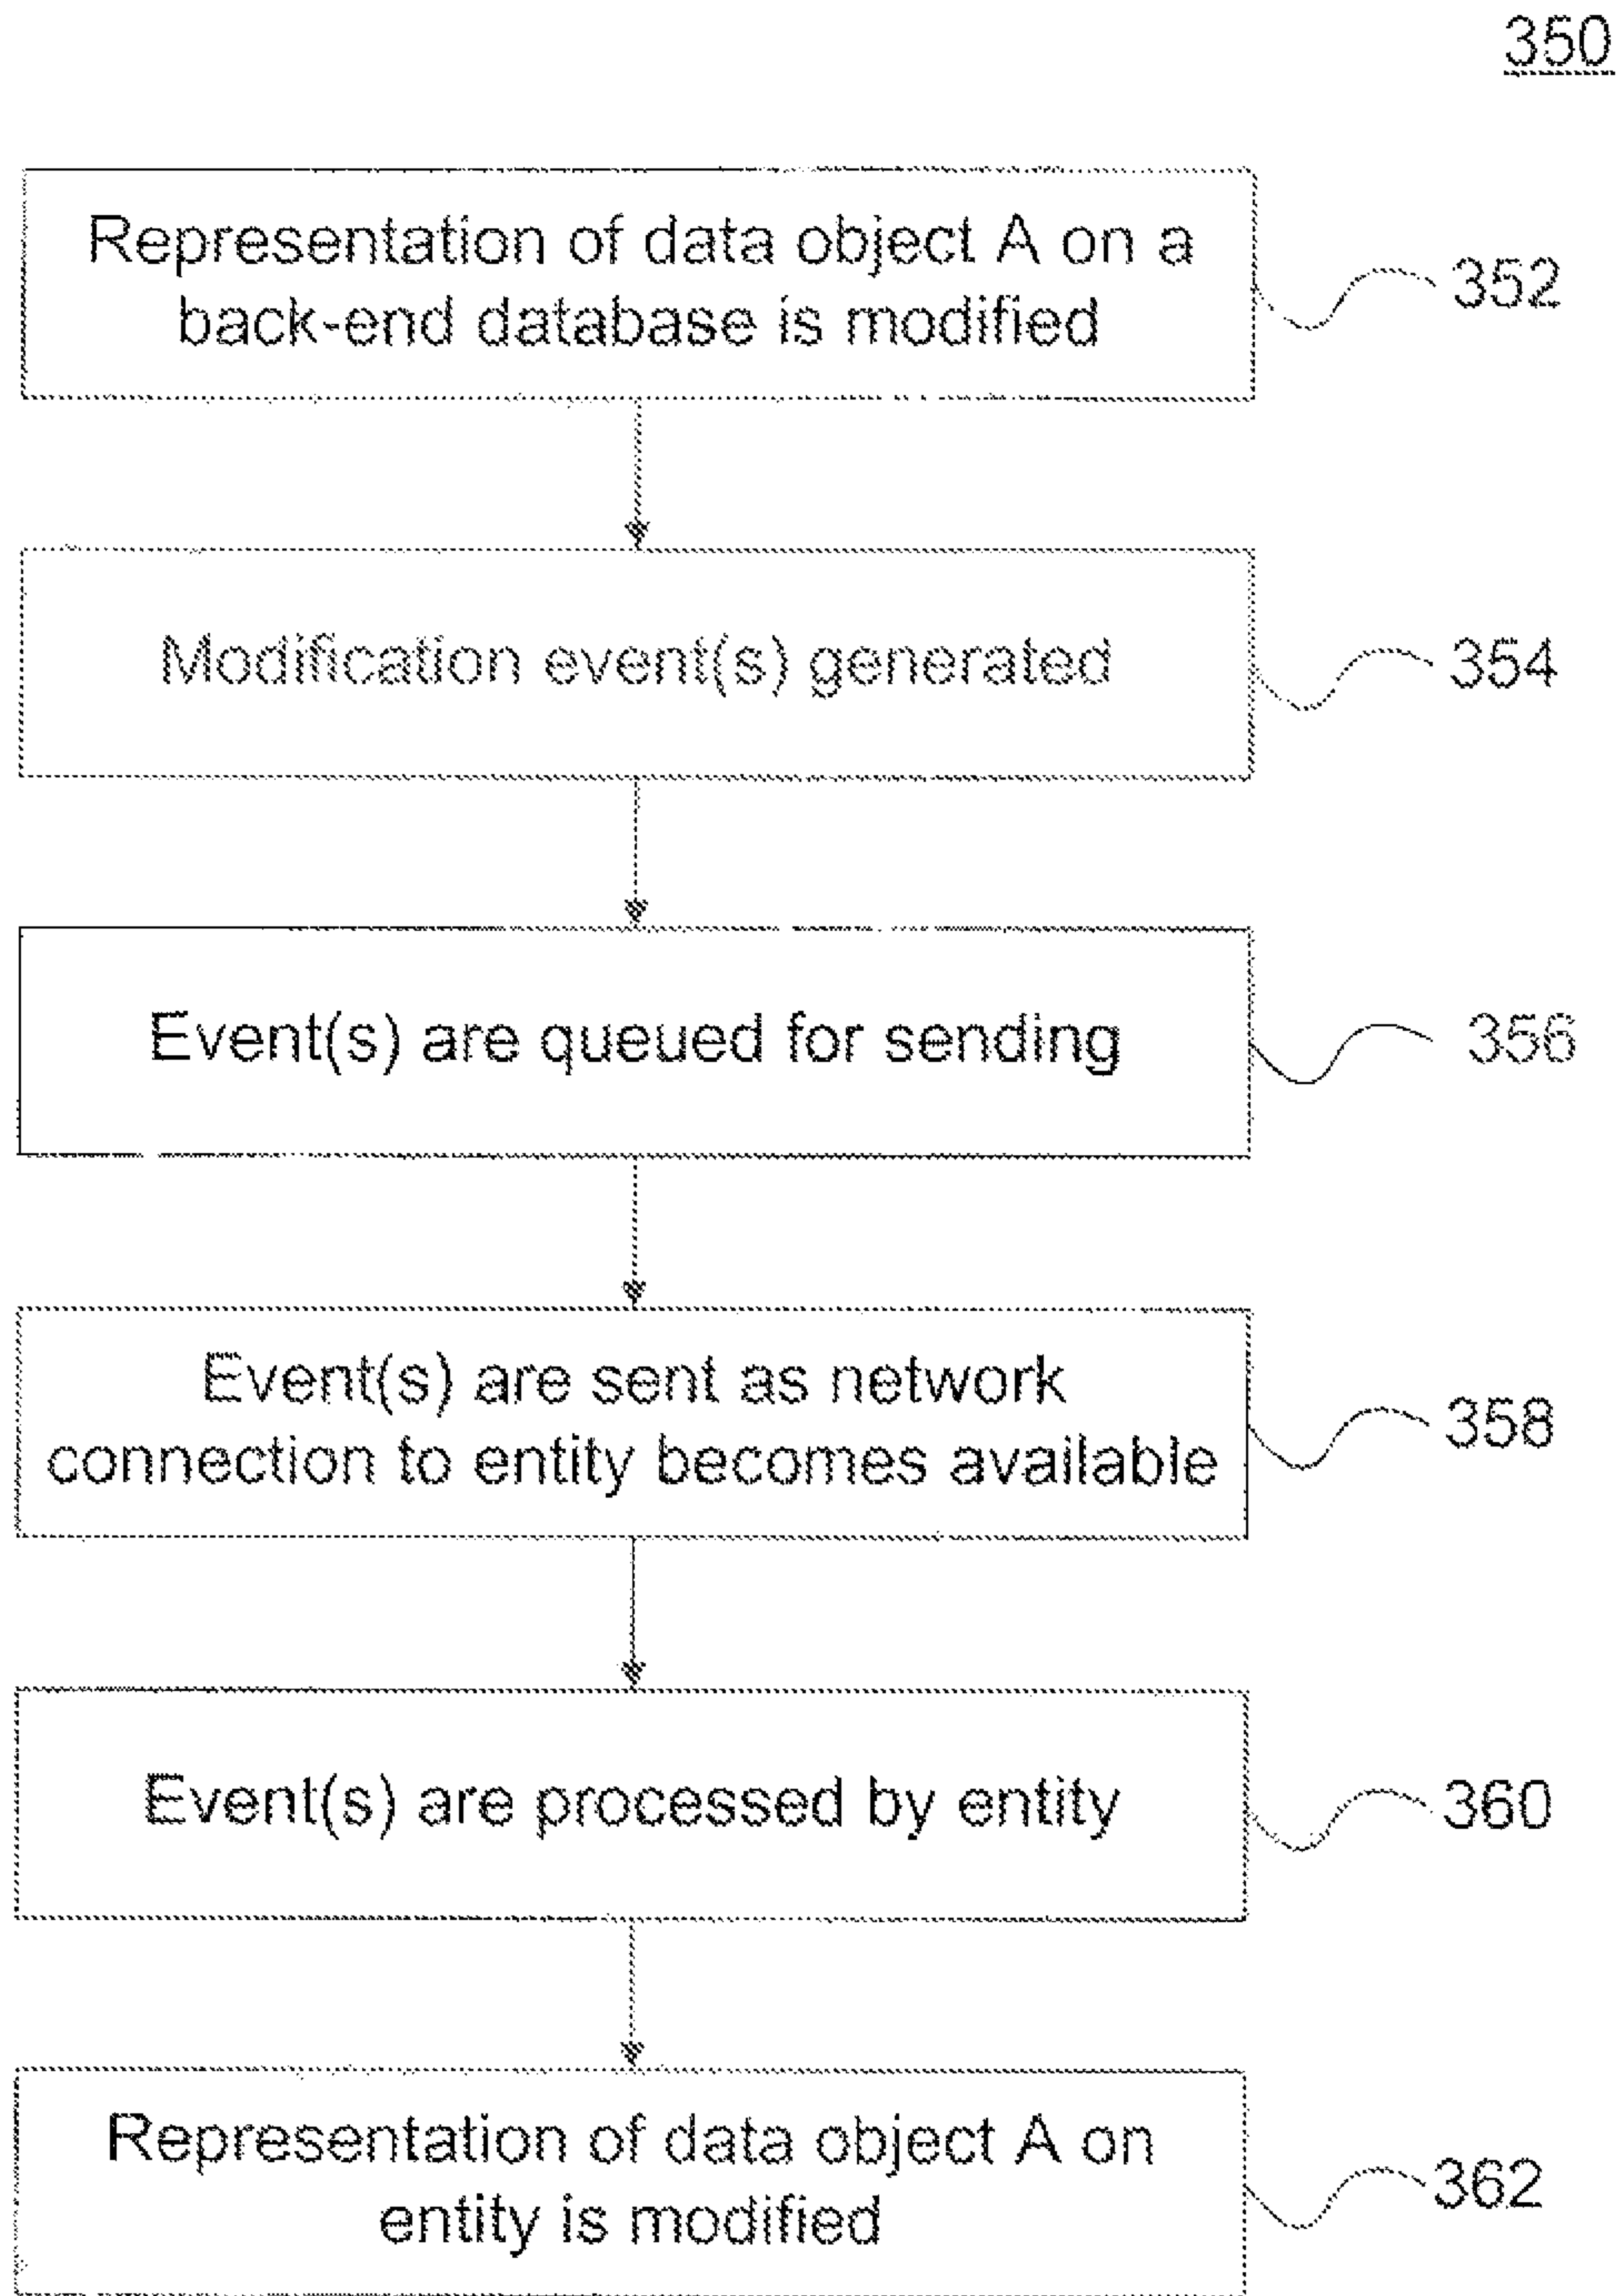 350
Representation of data object A on a
back-end database is modified
352
Modification event(s) generated
354
Event(s) are queued for sending
356
Event(s) are sent as network
connection to entity becomes available
358
Event(s) are processed by entity
360
Representation of data object A on
entity is modified
362